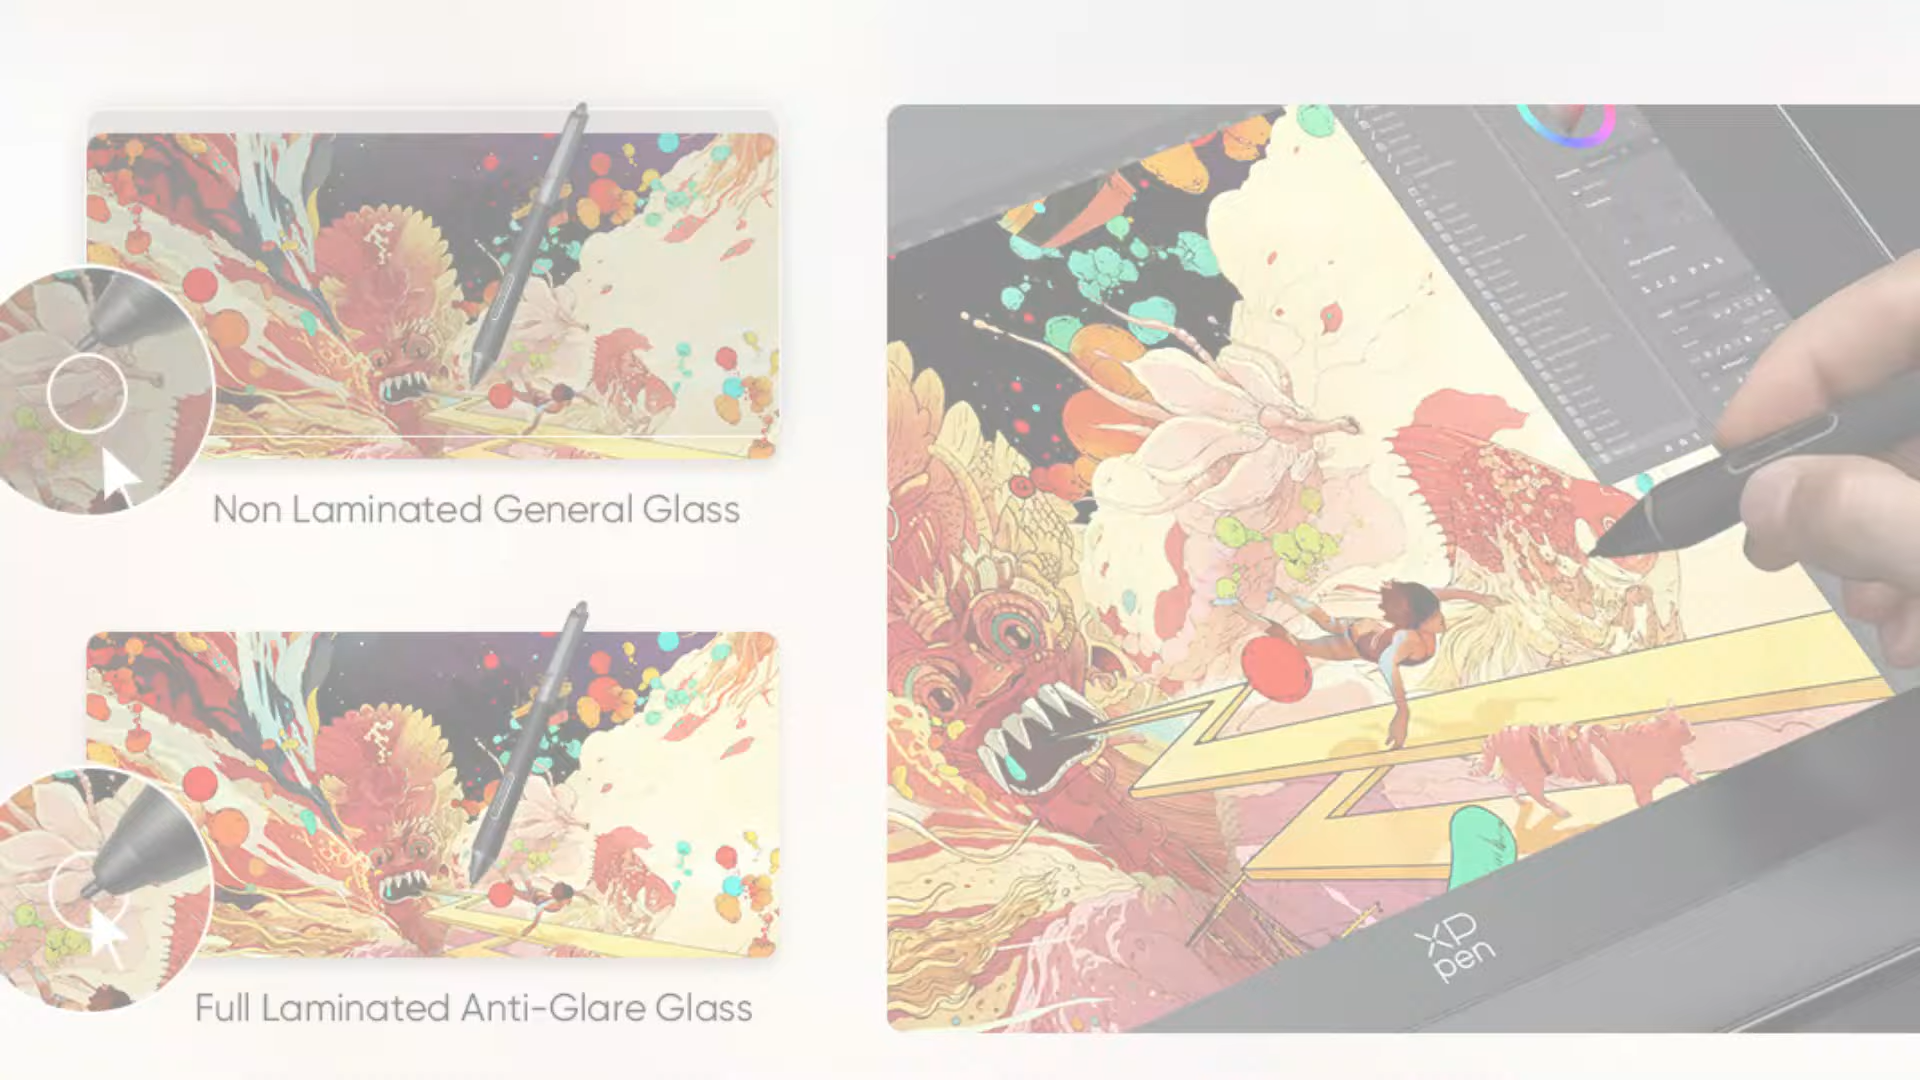 Non Laminated General Glass
Full Laminated Anti-Glare Glass
XP
pen